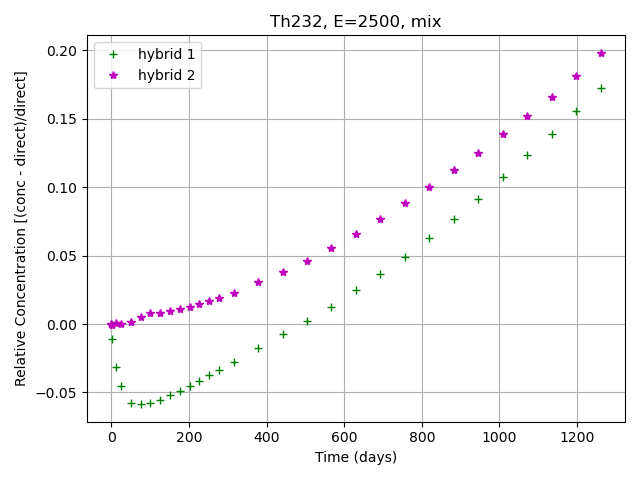 Th232, E=2500, mix
hybrid 1
hybrid 2
Relative Concentration [(conc - direct)/direct]
0.20
0.15
0.10
0.05
0.00
−0.05
0 200 400 600 800 1000 1200
Time (days)